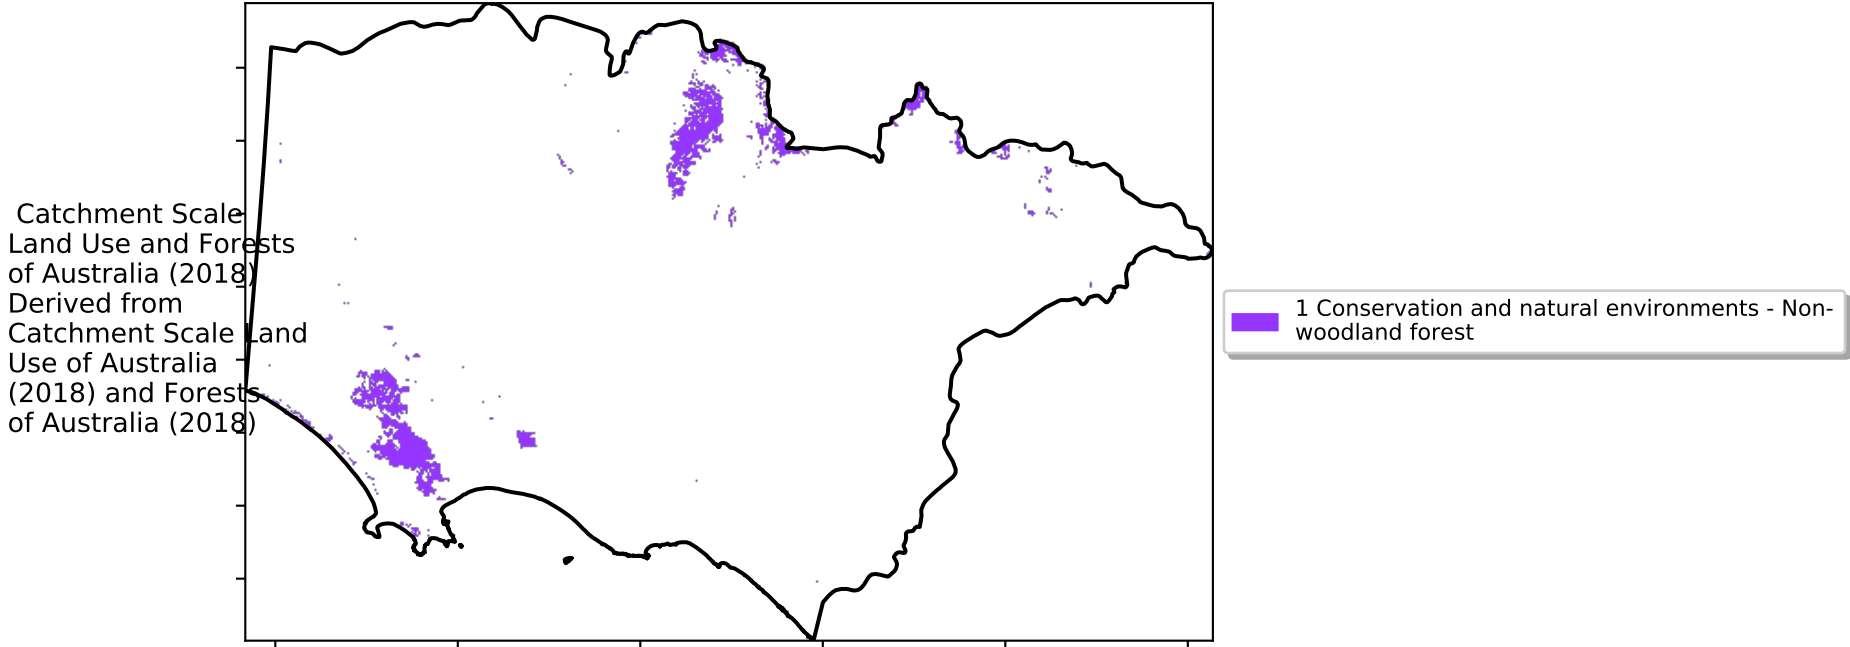 Catchment Scale
Land Use and Forests
of Australia (2018)
Derived from
Catchment Scale Land
Use of Australia
(2018) and Forests
of Australia (2018)
1 Conservation and natural environments - Non-
woodland forest